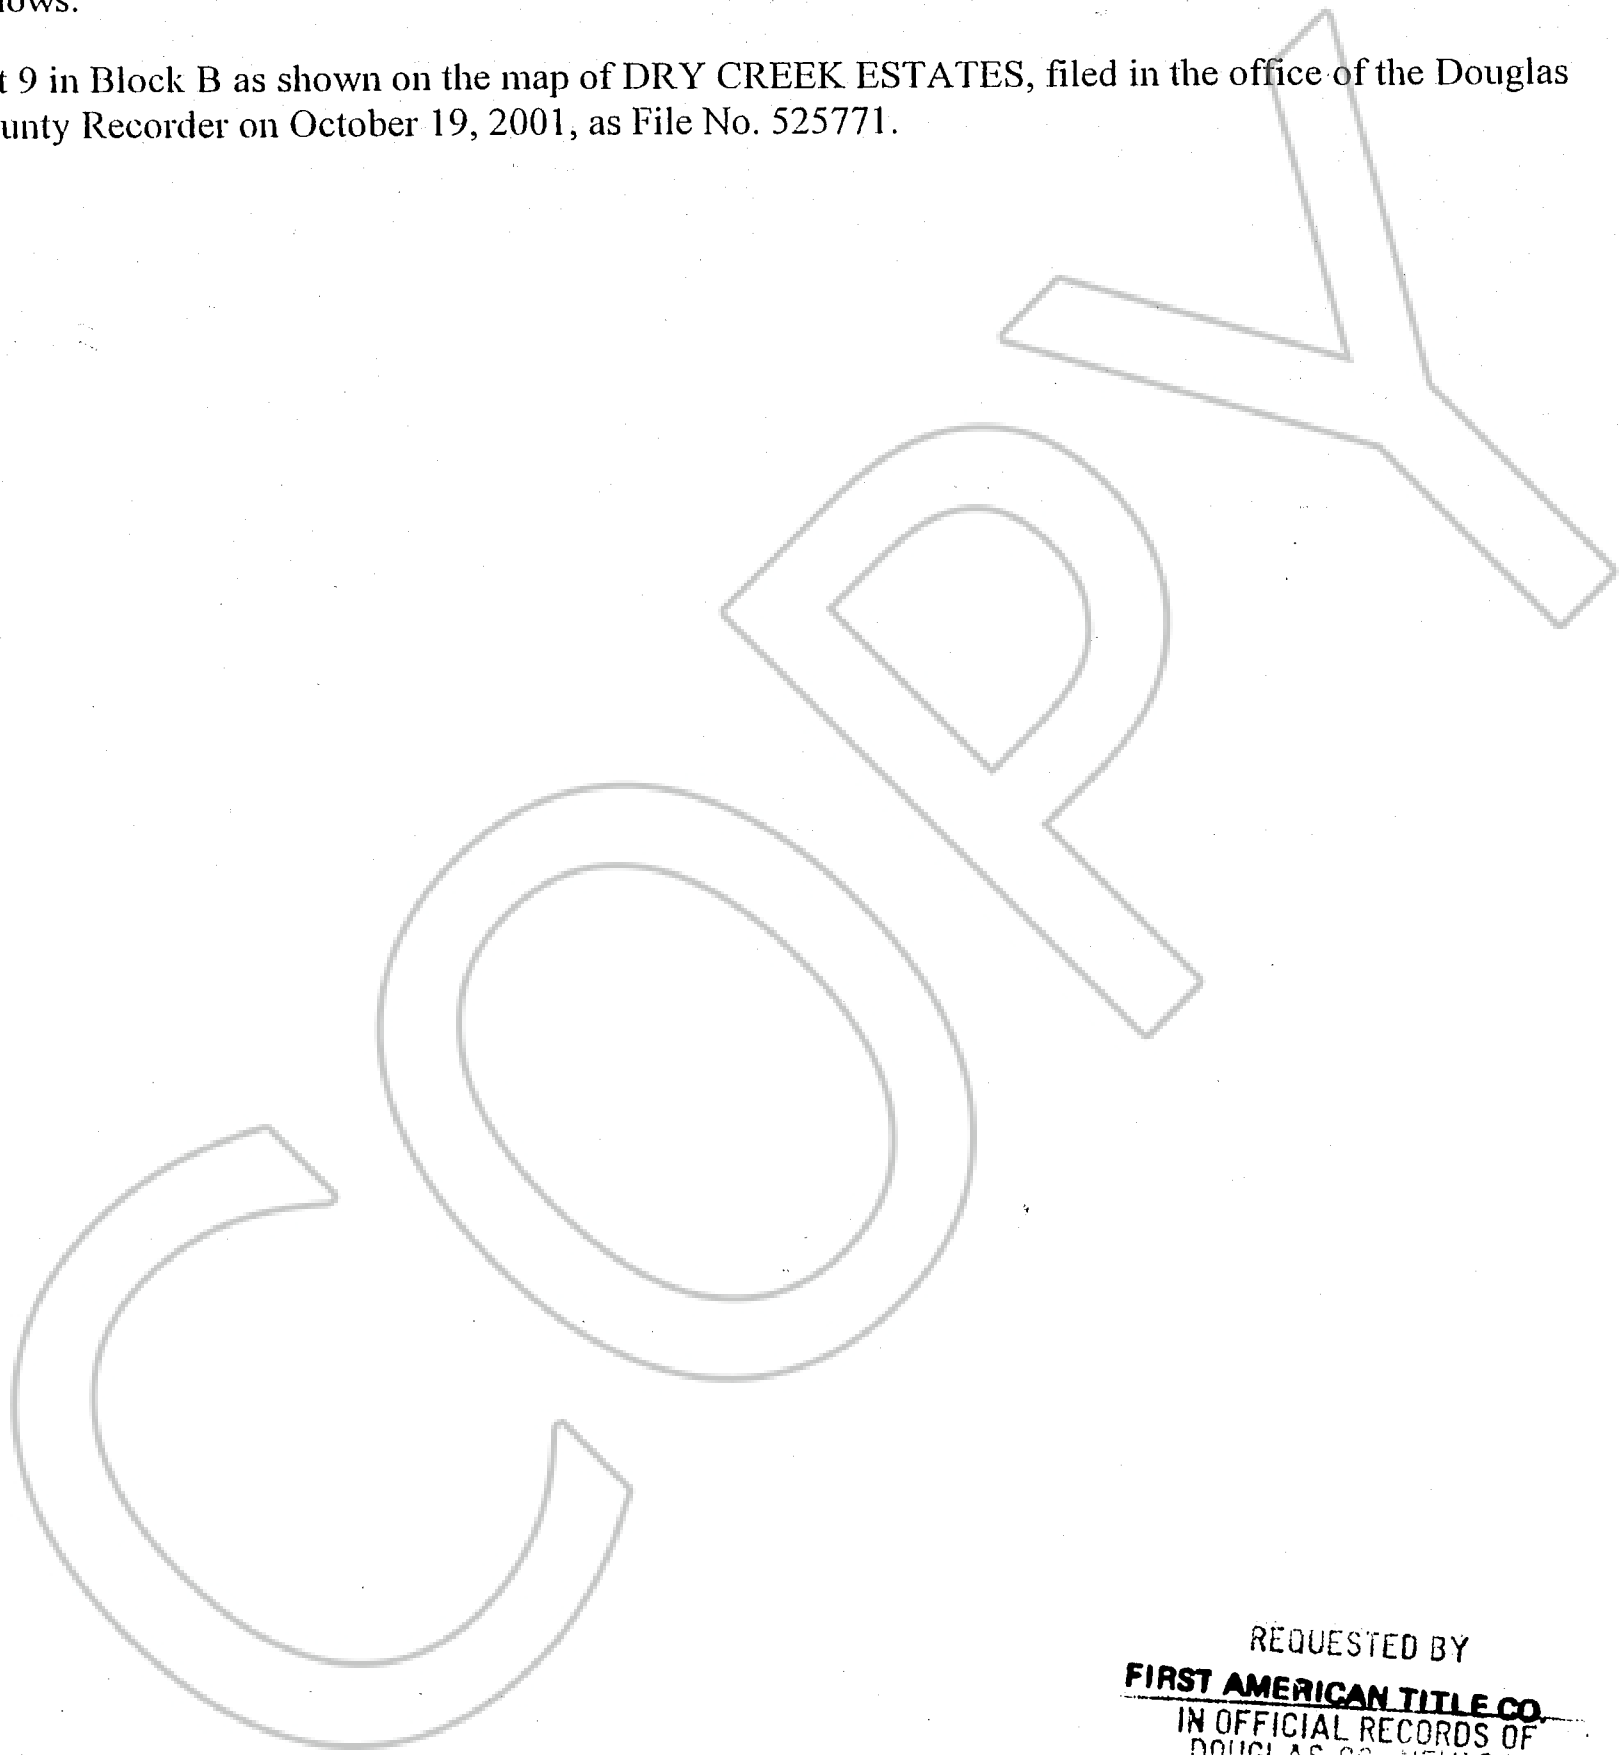 t 9 in Block B as shown on the map of DRY CREEK ESTATES, filed in the office of the Douglas
unty Recorder on October 19, 2001, as File No. 525771.
COPY
REQUESTED BY
FIRST AMERICAN TITLE CO.
IN OFFICIAL RECORDS OF